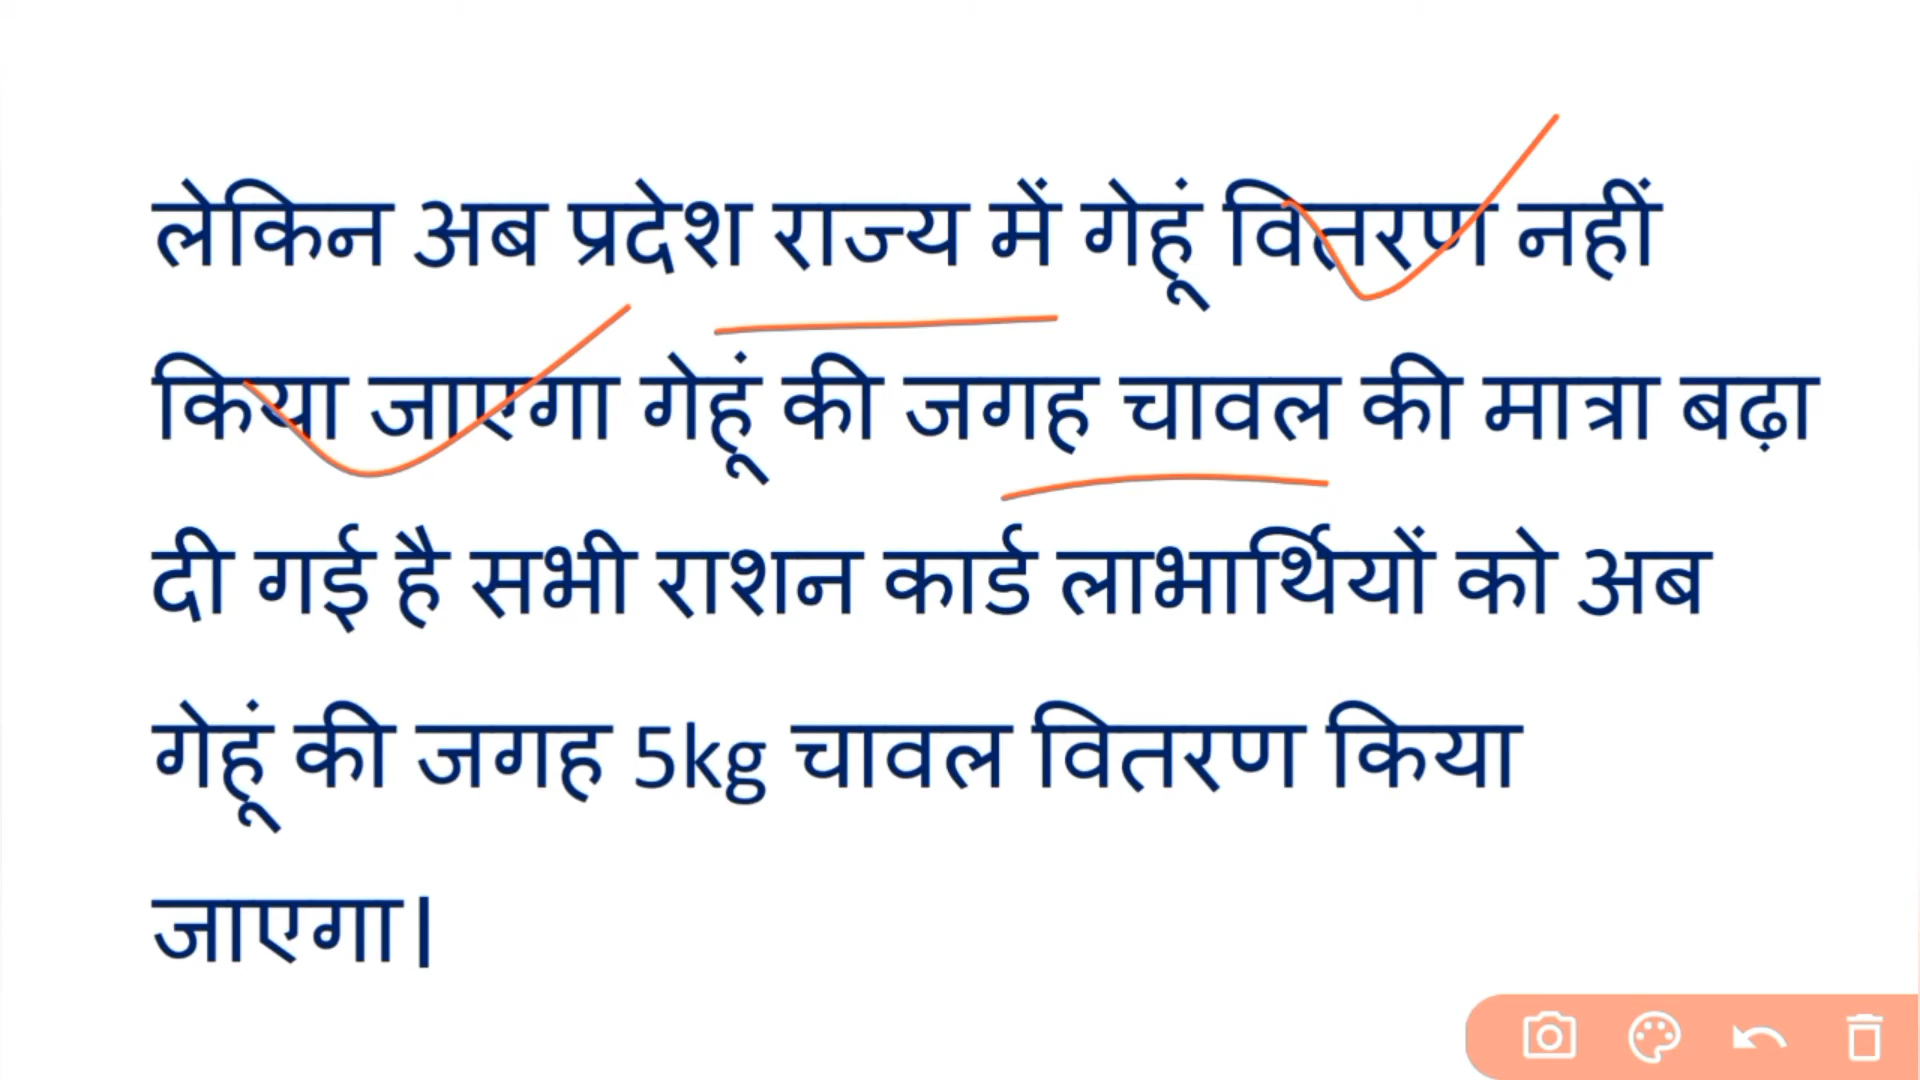 लेकिन अब प्रदेश राज्य में गेहूं वितरण नहीं
किया जाएगा गेहूं की जगह चावल की मात्रा बढ़ा
दी गई है सभी राशन कार्ड लाभार्थियों को अब
गेहूं की जगह 5kg चावल वितरण किया
जाएगा|